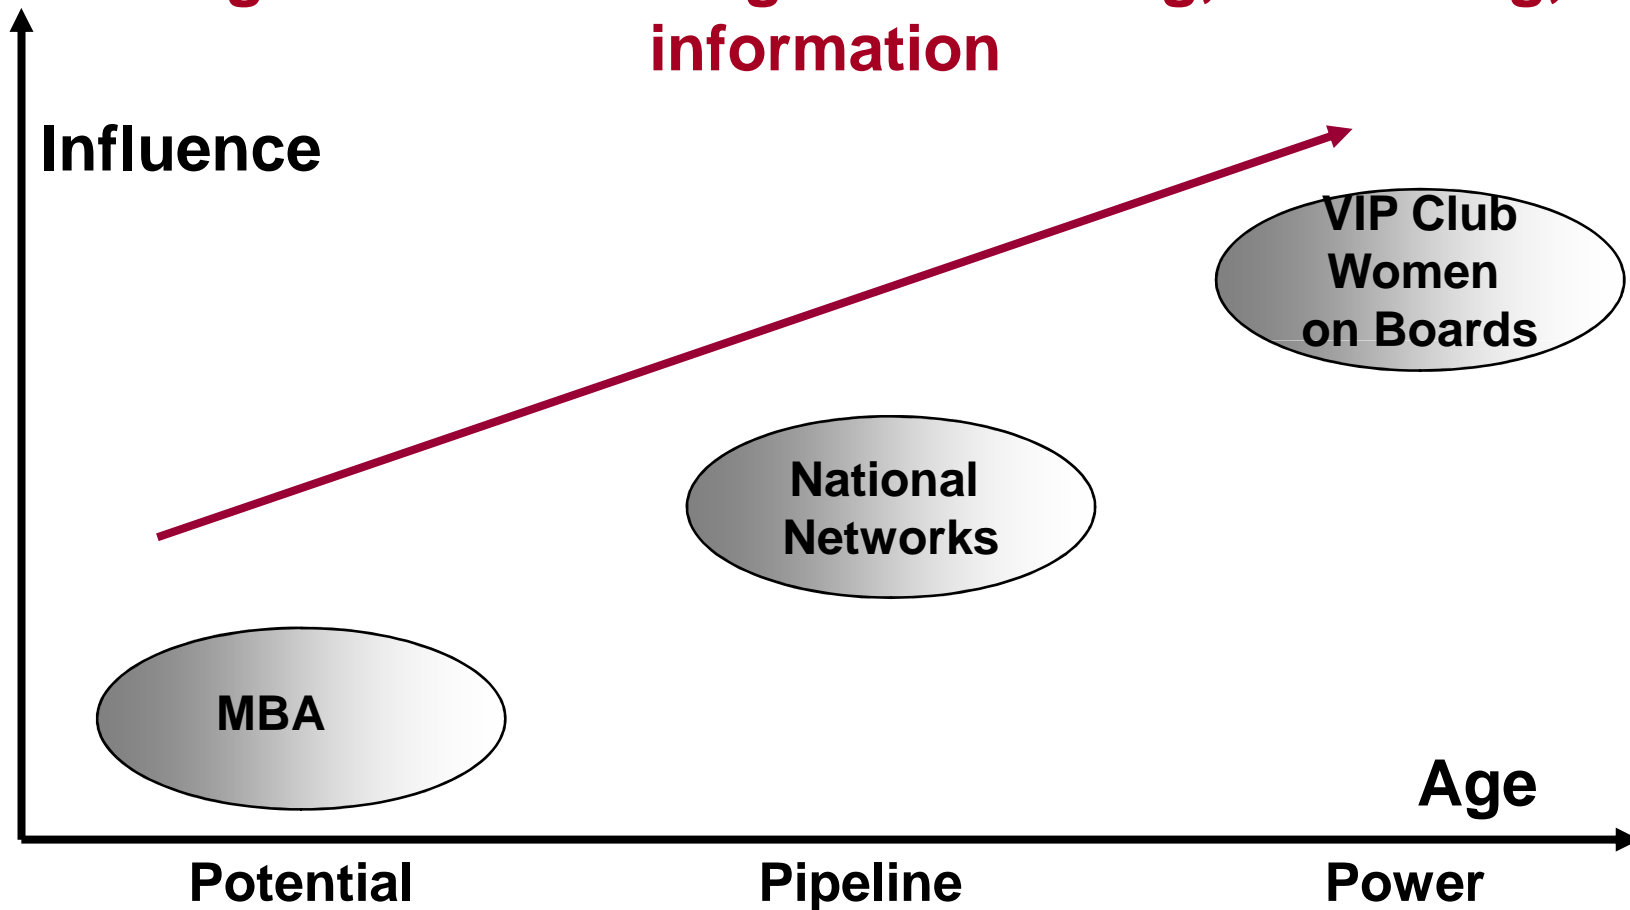 information
Influence
VIP Club
Women
on Boards
National
Networks
MBA
Age
Potential
Pipeline
Power